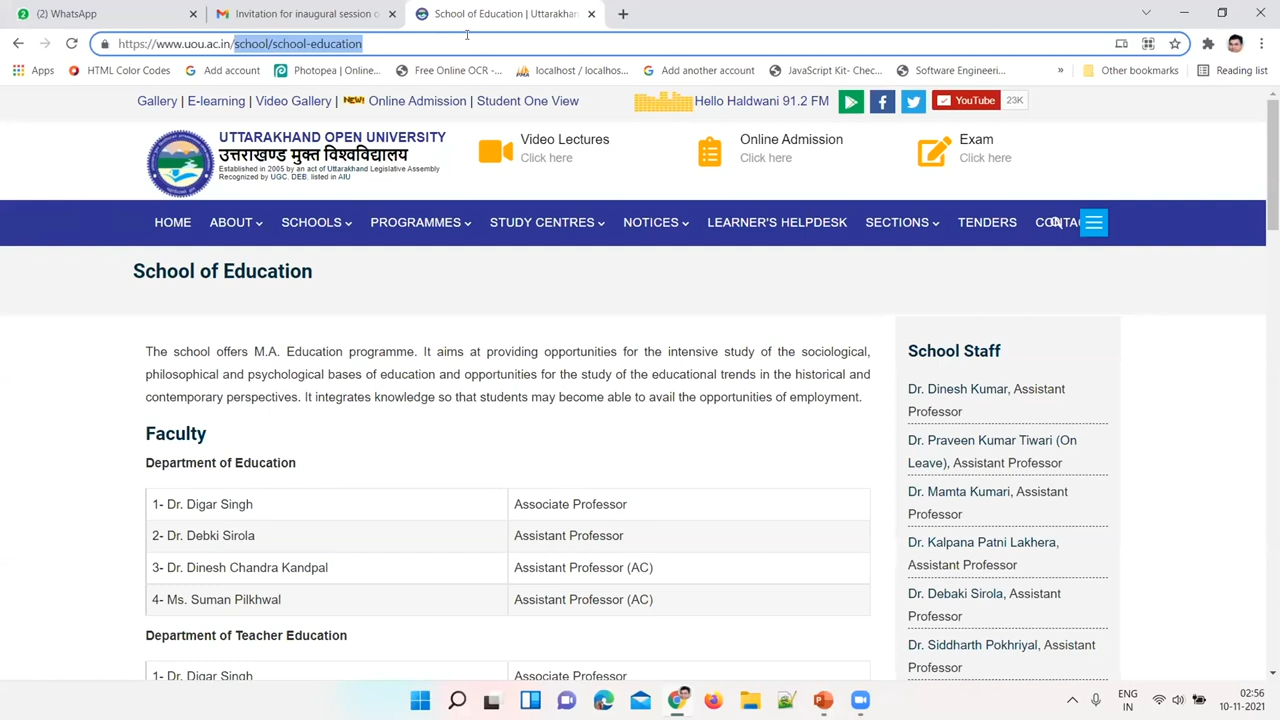 (2) WhatsApp
Invitation for inaugural session o
School of Education | Uttarakhan
https://www.uou.ac.in/school/school-education
Apps
HTML Color Codes
Add account
Photopea | Online...
Free Online OCR -...
localhost / localhos...
Add another account
JavaScript Kit- Chec...
Software Engineeri...
»
Other bookmarks
Reading list
Gallery | E-learning | Video Gallery | NEW! Online Admission | Student One View
Hello Haldwani 91.2 FM
YouTube 23K
UTTARAKHAND OPEN UNIVERSITY
उत्तराखण्ड मुक्त विश्वविद्यालय
Established in 2005 by an act of Uttarakhand Legislative Assembly
Recognized by UGC. DEB. listed in AIU
Video Lectures
Click here
Online Admission
Click here
Exam
Click here
HOME ABOUT SCHOOLS PROGRAMMES STUDY CENTRES NOTICES LEARNER'S HELPDESK SECTIONS TENDERS
School of Education
The school offers M.A. Education programme. It aims at providing opportunities for the intensive study of the sociological,
philosophical and psychological bases of education and opportunities for the study of the educational trends in the historical and
contemporary perspectives. It integrates knowledge so that students may become able to avail the opportunities of employment.
Faculty
Department of Education
1- Dr. Digar Singh Associate Professor
2- Dr. Debki Sirola Assistant Professor
3- Dr. Dinesh Chandra Kandpal Assistant Professor (AC)
4- Ms. Suman Pilkhwal Assistant Professor (AC)
Department of Teacher Education
1- Dr. Digar Singh Associate Professor
School Staff
Dr. Dinesh Kumar, Assistant
Professor
Dr. Praveen Kumar Tiwari (On
Leave), Assistant Professor
Dr. Mamta Kumari, Assistant
Professor
Dr. Kalpana Patni Lakhera,
Assistant Professor
Dr. Debaki Sirola, Assistant
Professor
Dr. Siddharth Pokhriyal, Assistant
Professor
ENG
IN
02:56
10-11-2021